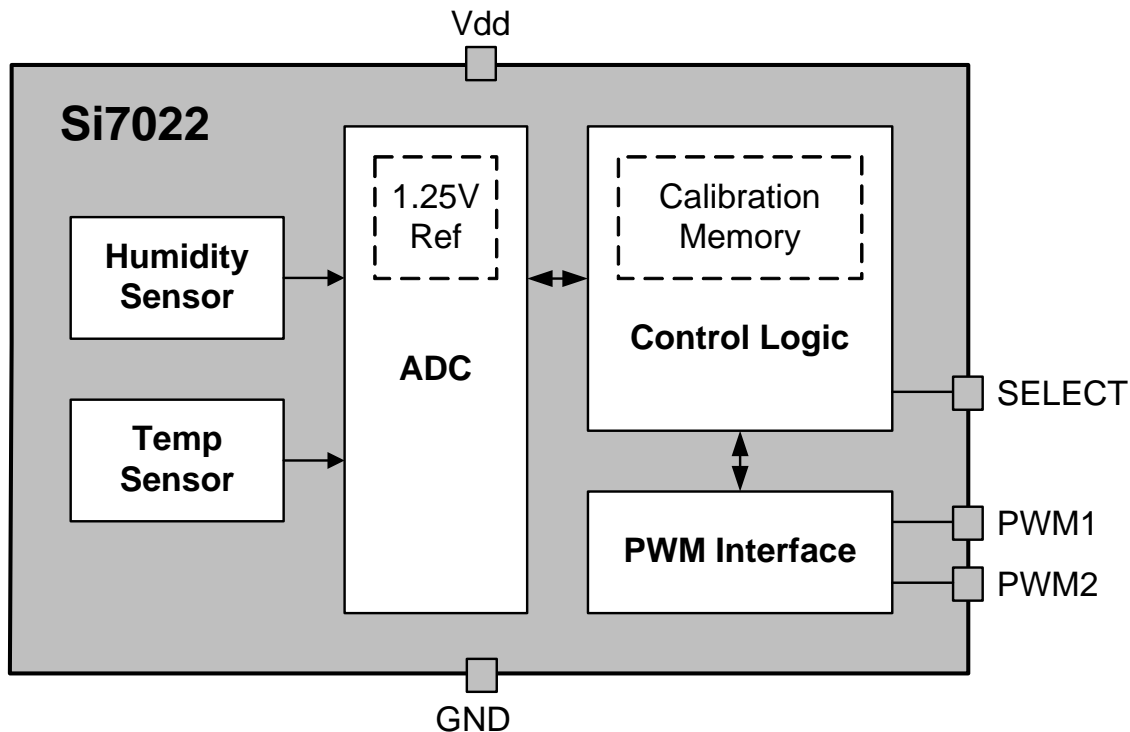 Vdd
Si7022
Humidity
Sensor
Temp
Sensor
1.25V
Ref
ADC
Calibration
Memory
Control Logic
PWM Interface
SELECT
PWM1
PWM2
GND